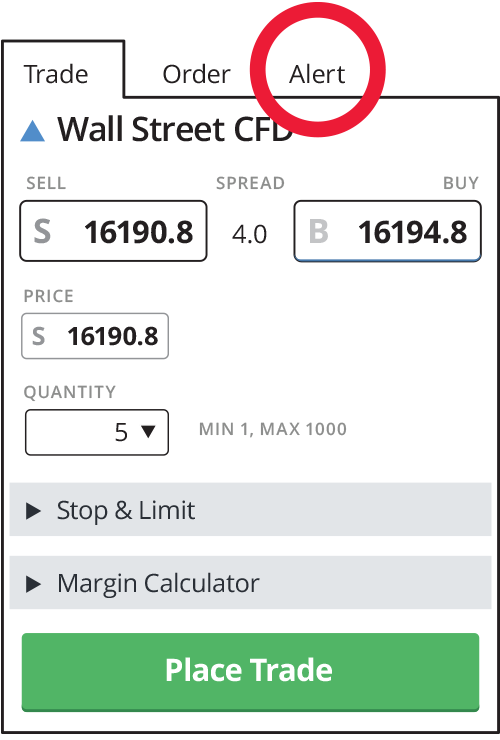 Trade Order Alert
▲ Wall Street CFD
SELL SPREAD BUY
S 16190.8 4.0 B 16194.8
PRICE
S 16190.8
QUANTITY
5 ▼ MIN 1, MAX 1000
▶ Stop & Limit
▶ Margin Calculator
Place Trade